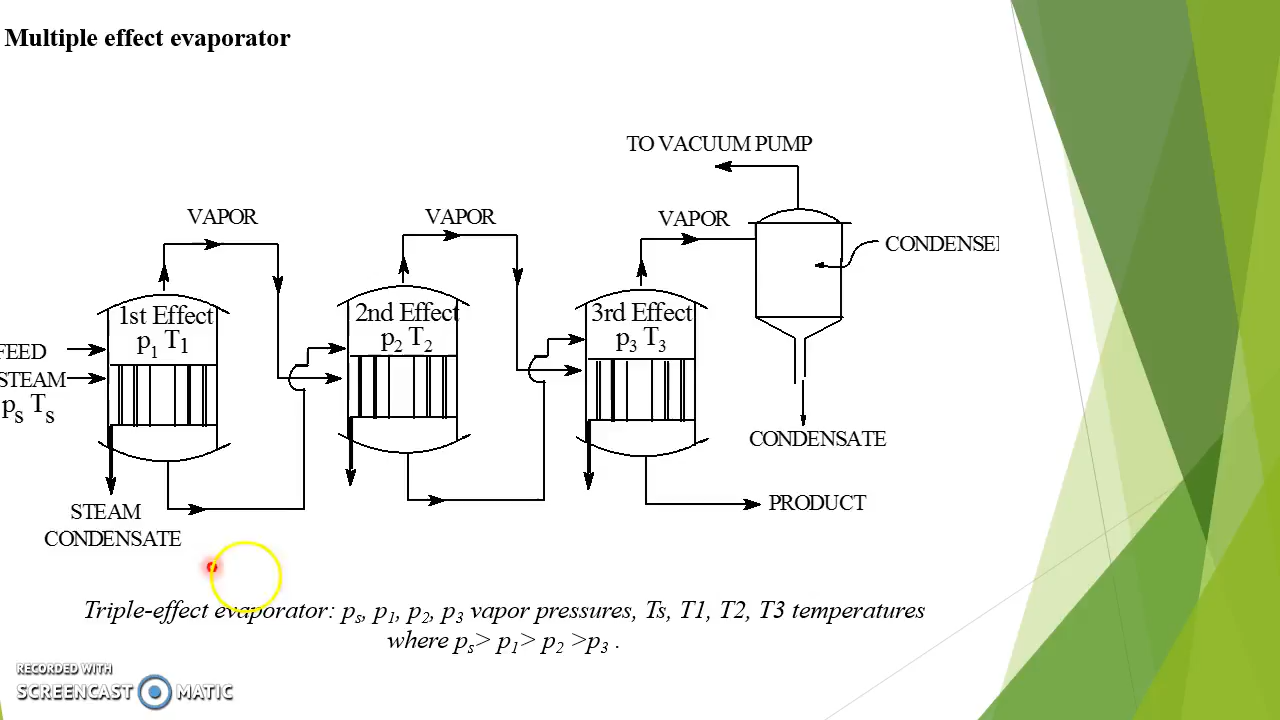 Multiple effect evaporator
TO VACUUM PUMP
VAPOR
VAPOR
VAPOR
CONDENSE
1st Effect
p₁ T₁
2nd Effect
p₂ T₂
3rd Effect
p₃ T₃
FEED
STEAM
pₛ Tₛ
CONDENSATE
PRODUCT
STEAM
CONDENSATE
Triple-effect evaporator: pₛ, p₁, p₂, p₃ vapor pressures, Ts, T1, T2, T3 temperatures
where pₛ> p₁> p₂ >p₃ .
RECORDED WITH
SCREENCAST MATIC